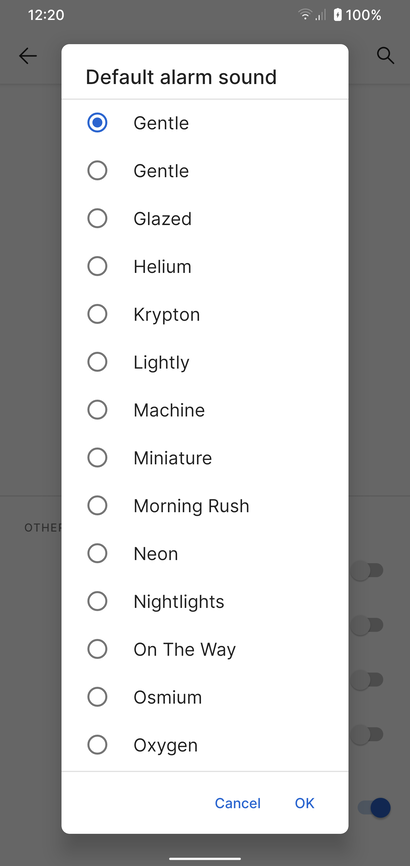 12:20
100%
Default alarm sound
Gentle
Gentle
Glazed
Helium
Krypton
Lightly
Machine
Miniature
Morning Rush
Neon
Nightlights
On The Way
Osmium
Oxygen
OTHER
Cancel
OK